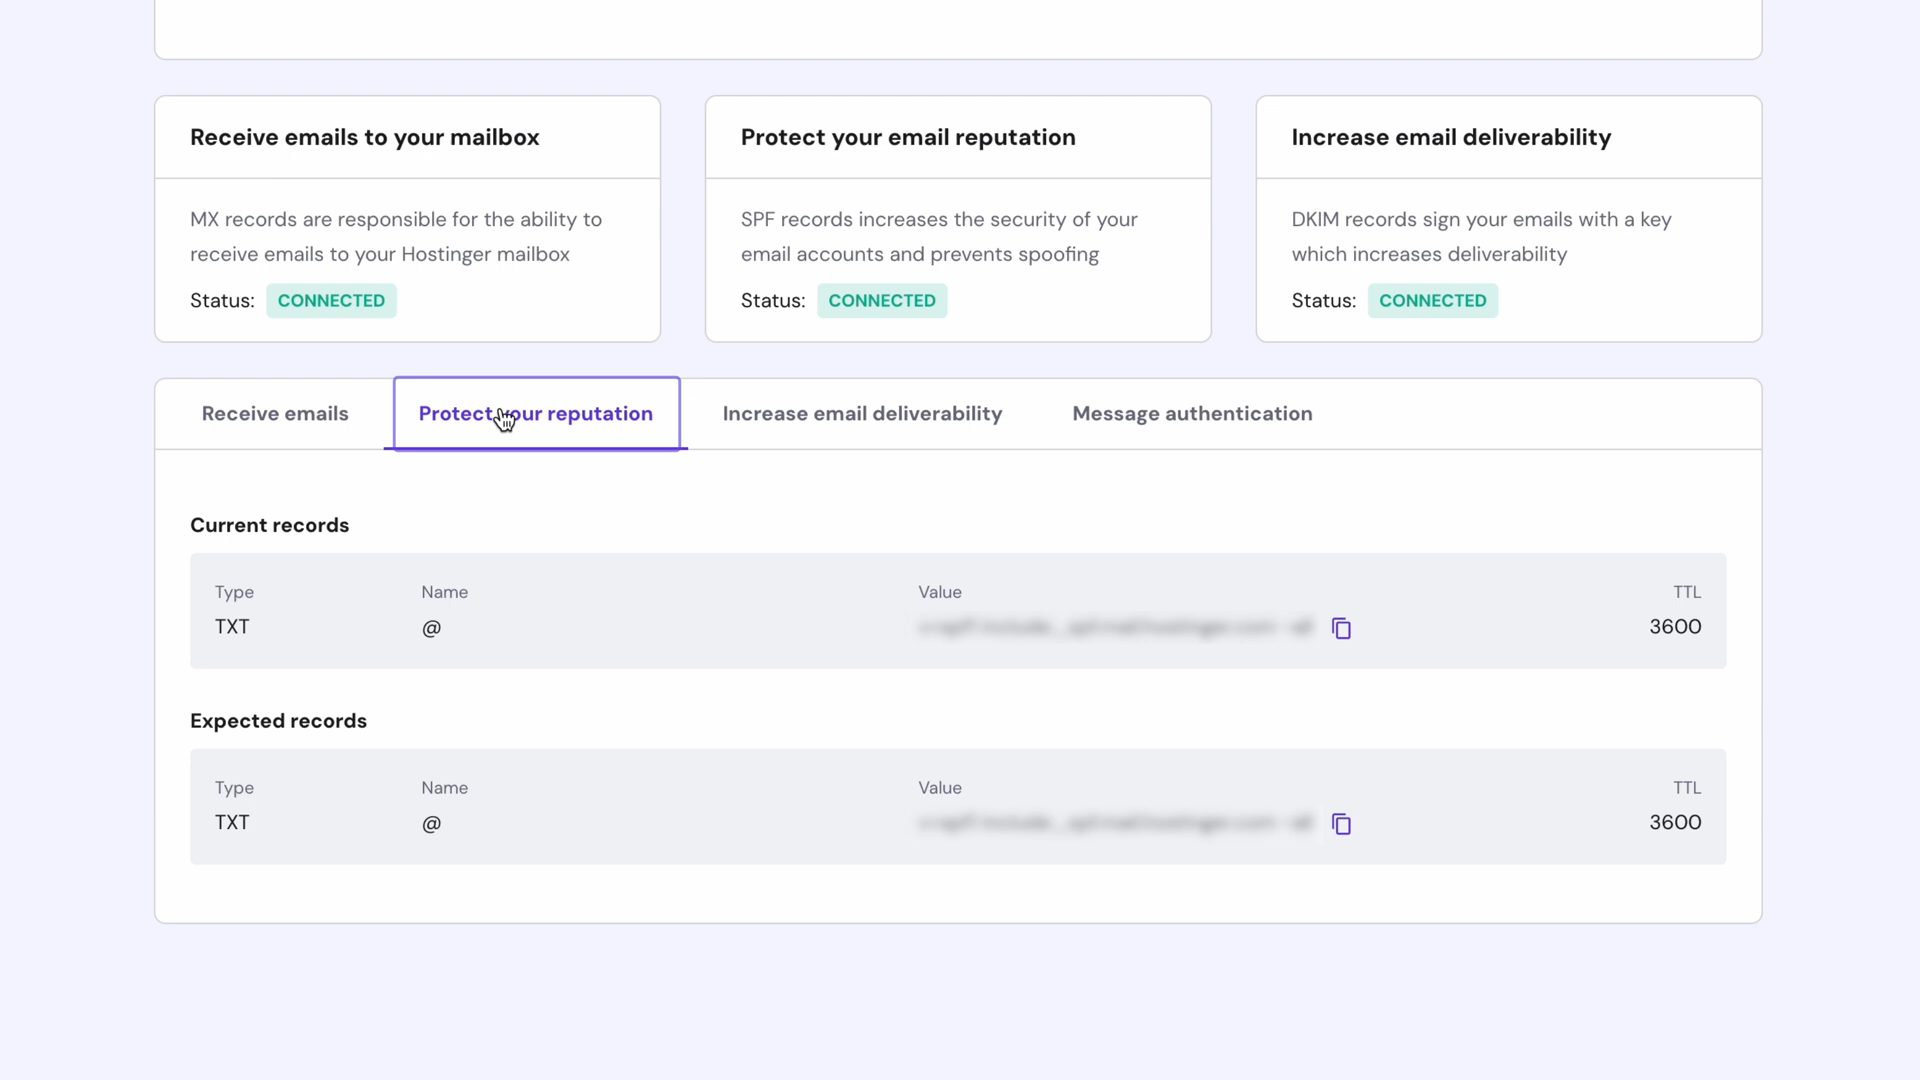 Receive emails to your mailbox
MX records are responsible for the ability to
receive emails to your Hostinger mailbox
Status: CONNECTED
Protect your email reputation
SPF records increases the security of your
email accounts and prevents spoofing
Status: CONNECTED
Increase email deliverability
DKIM records sign your emails with a key
which increases deliverability
Status: CONNECTED
Receive emails Protect your reputation Increase email deliverability Message authentication
Current records
Type Name Value TTL
TXT @ 3600
Expected records
Type Name Value TTL
TXT @ 3600